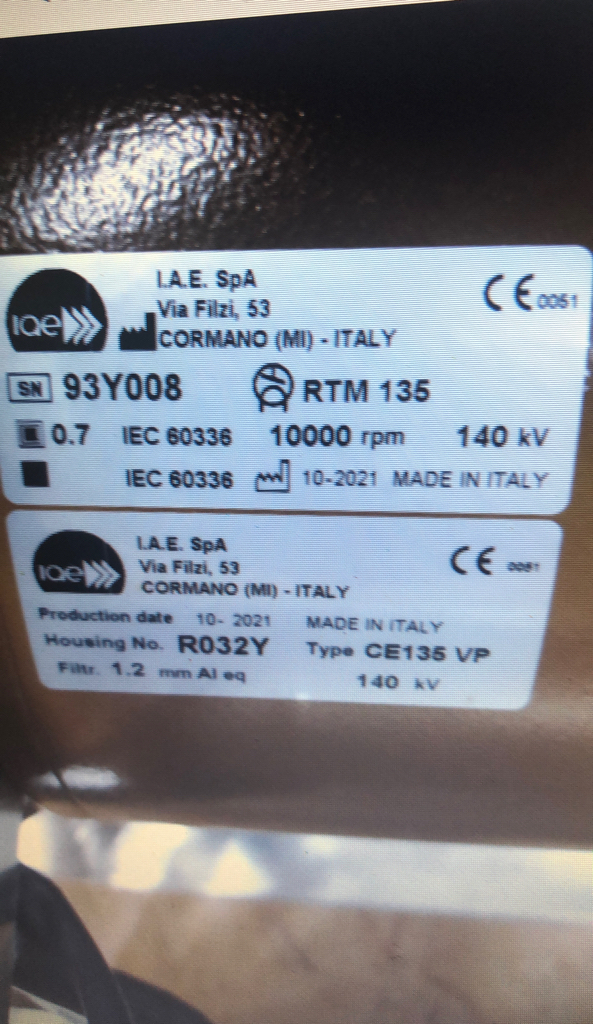 iae
I.A.E. SpA
Via Filzi, 53
CORMANO (MI) - ITALY
CE 0051
SN 93Y008 RTM 135
0.7 IEC 60336 10000 rpm 140 kV
IEC 60336 10-2021 MADE IN ITALY
iae
I.A.E. SpA
Via Filzi, 53
CORMANO (MI) - ITALY
CE 0051
Production date 10- 2021 MADE IN ITALY
Housing No. R032Y Type CE135 VP
Filtr. 1.2 mm Al eq 140 kV